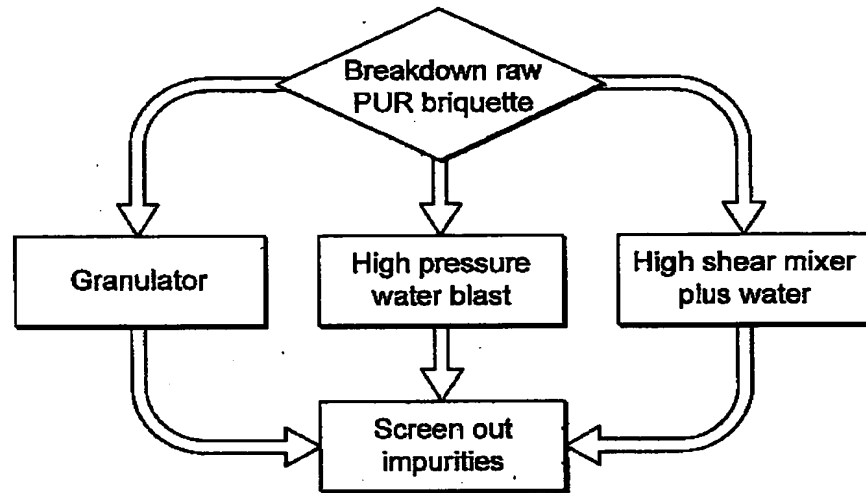 Breakdown raw
PUR briquette
Granulator
High pressure
water blast
High shear mixer
plus water
Screen out
impurities